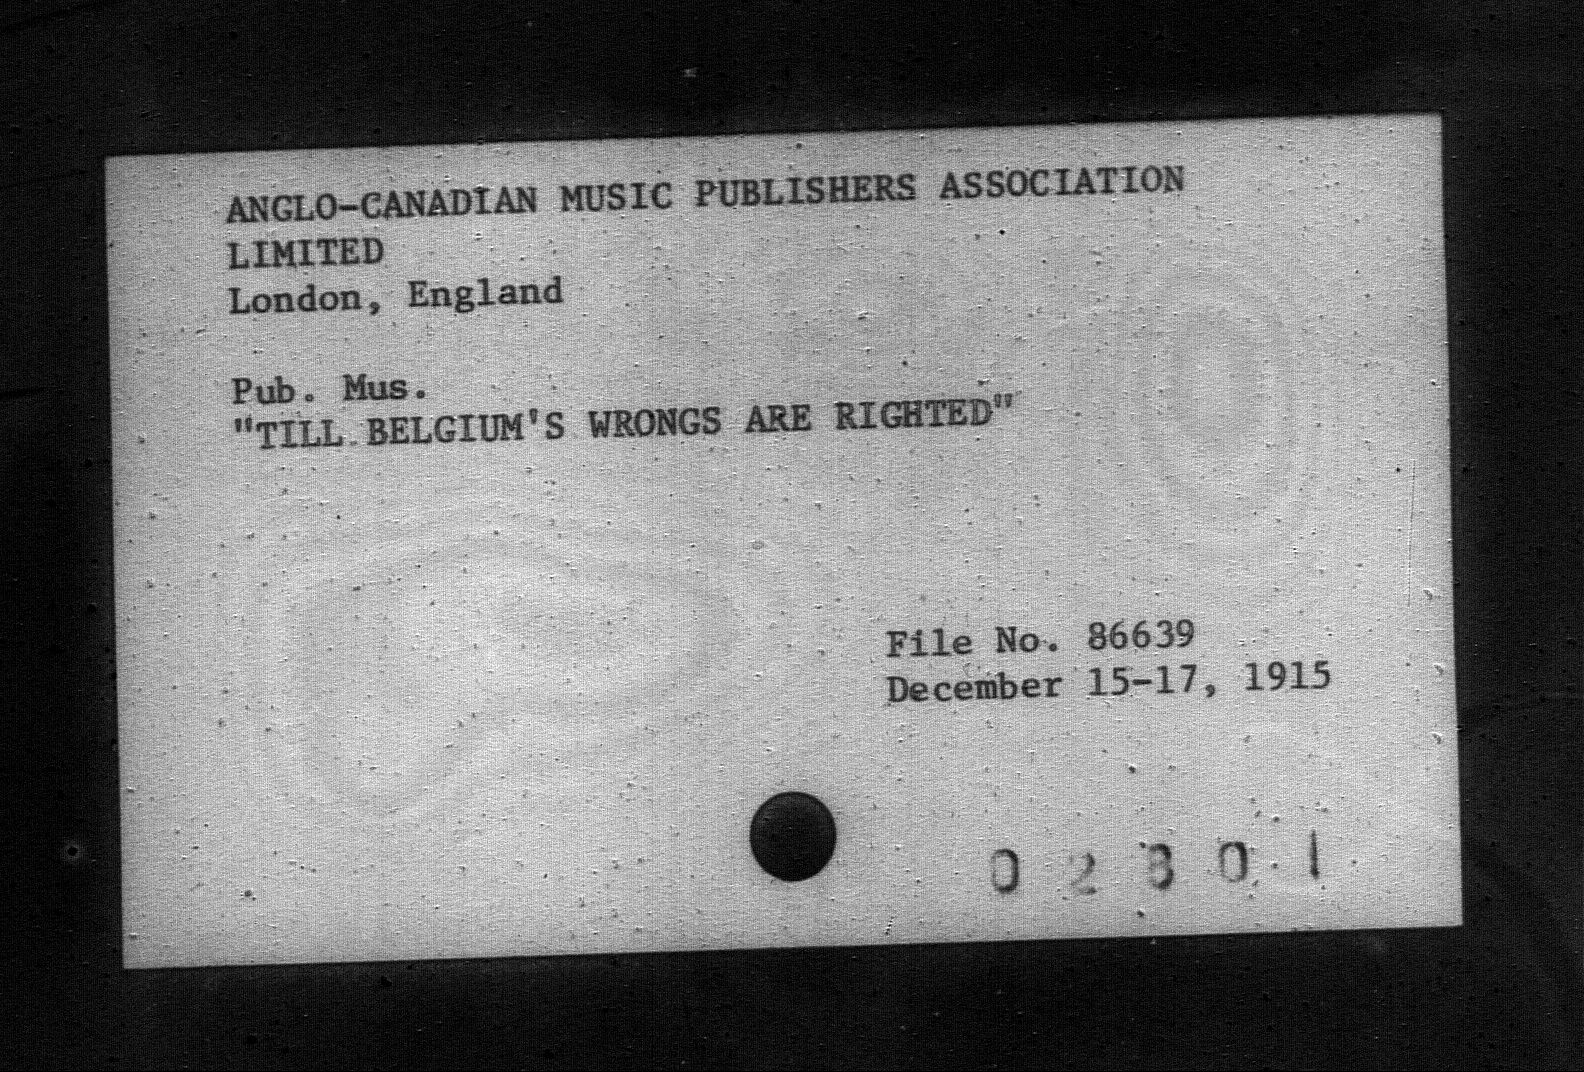 ANGLO-CANADIAN MUSIC PUBLISHERS ASSOCIATION
LIMITED
London, England
Pub. Mus.
"TILL BELGIUM'S WRONGS ARE RIGHTED"
File No. 86639
December 15-17, 1915
0 2 3 0 1